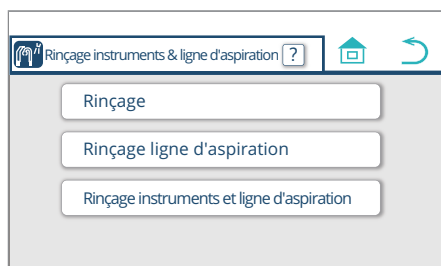 Rinçage instruments & ligne d'aspiration ?
Rinçage
Rinçage ligne d'aspiration
Rinçage instruments et ligne d'aspiration